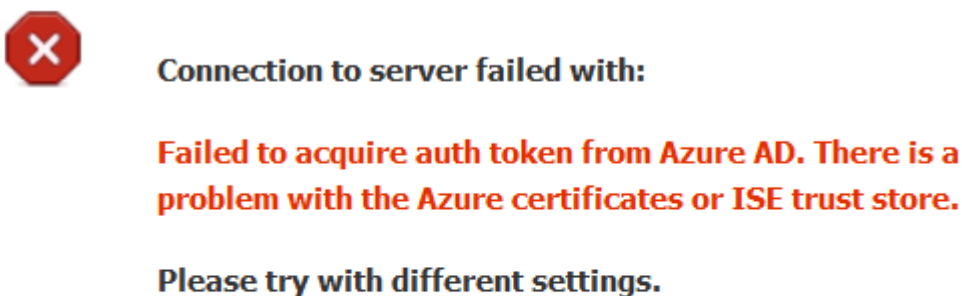 Connection to server failed with:
Failed to acquire auth token from Azure AD. There is a
problem with the Azure certificates or ISE trust store.
Please try with different settings.